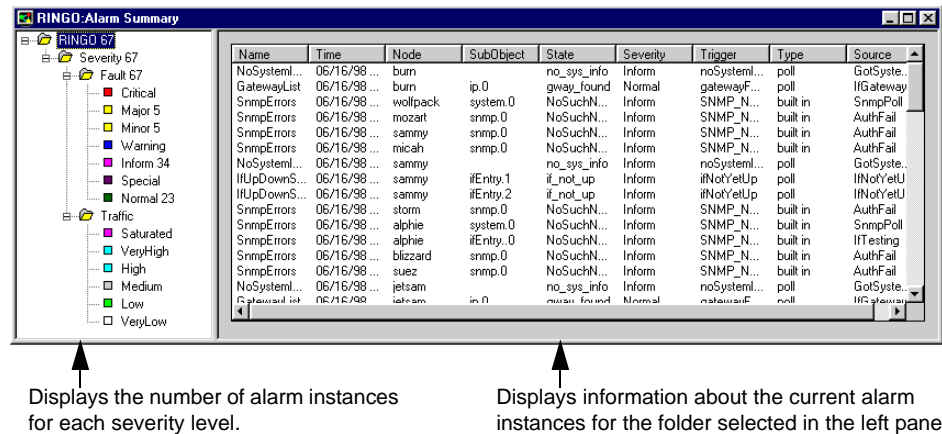 RINGO:Alarm Summary
RINGO 67
Severity 67
Fault 67
Critical
Major 5
Minor 5
Warning
Inform 34
Special
Normal 23
Traffic
Saturated
VeryHigh
High
Medium
Low
VeryLow
Name Time Node SubObject State Severity Trigger Type Source
NoSystemI... 06/16/98 ... burn no_sys_info Inform noSystemI... poll GotSyste..
GatewayList 06/16/98 ... burn ip.0 gway_found Normal gatewayF... poll IfGateway
SnmpErrors 06/16/98 ... wolfpack system.0 NoSuchN... Inform SNMP_N... built in SnmpPoll
SnmpErrors 06/16/98 ... mozart snmp.0 NoSuchN... Inform SNMP_N... built in AuthFail
SnmpErrors 06/16/98 ... sammy snmp.0 NoSuchN... Inform SNMP_N... built in AuthFail
SnmpErrors 06/16/98 ... micah snmp.0 NoSuchN... Inform SNMP_N... built in AuthFail
NoSystemI... 06/16/98 ... sammy no_sys_info Inform noSystemI... poll GotSyste..
IfUpDownS... 06/16/98 ... sammy ifEntry.1 if_not_up Inform ifNotYetUp poll IfNotYetU
IfUpDownS... 06/16/98 ... sammy ifEntry.2 if_not_up Inform ifNotYetUp poll IfNotYetU
SnmpErrors 06/16/98 ... storm snmp.0 NoSuchN... Inform SNMP_N... built in AuthFail
SnmpErrors 06/16/98 ... alphie system.0 NoSuchN... Inform SNMP_N... built in SnmpPoll
SnmpErrors 06/16/98 ... alphie ifEntry..0 NoSuchN... Inform SNMP_N... built in IfTesting
SnmpErrors 06/16/98 ... blizzard snmp.0 NoSuchN... Inform SNMP_N... built in AuthFail
SnmpErrors 06/16/98 ... suez snmp.0 NoSuchN... Inform SNMP_N... built in AuthFail
NoSystemI... 06/16/98 ... jetsam no_sys_info Inform noSystemI... poll GotSyste..
GatewayList 06/16/98 ... jetsam ip.0 gway_found Normal gatewayF... poll IfGateway
Displays the number of alarm instances
for each severity level.
Displays information about the current alarm
instances for the folder selected in the left pane